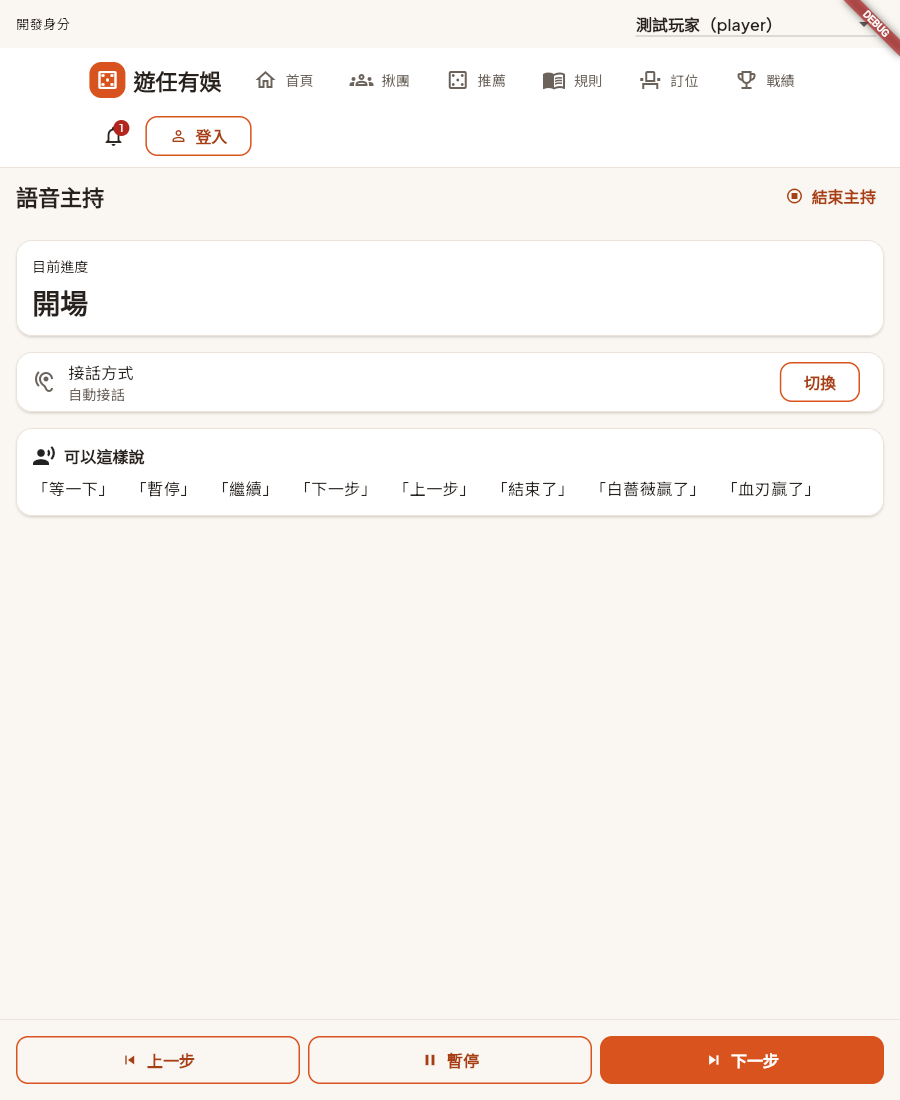 開發身分
測試玩家（player）
DEBUG
遊任有娛
首頁
揪團
推薦
規則
訂位
戰績
1
登入
語音主持
結束主持
目前進度
開場
接話方式
自動接話
切換
可以這樣說
「等一下」 「暫停」 「繼續」 「下一步」 「上一步」 「結束了」 「白薔薇贏了」 「血刃贏了」
上一步
暫停
下一步